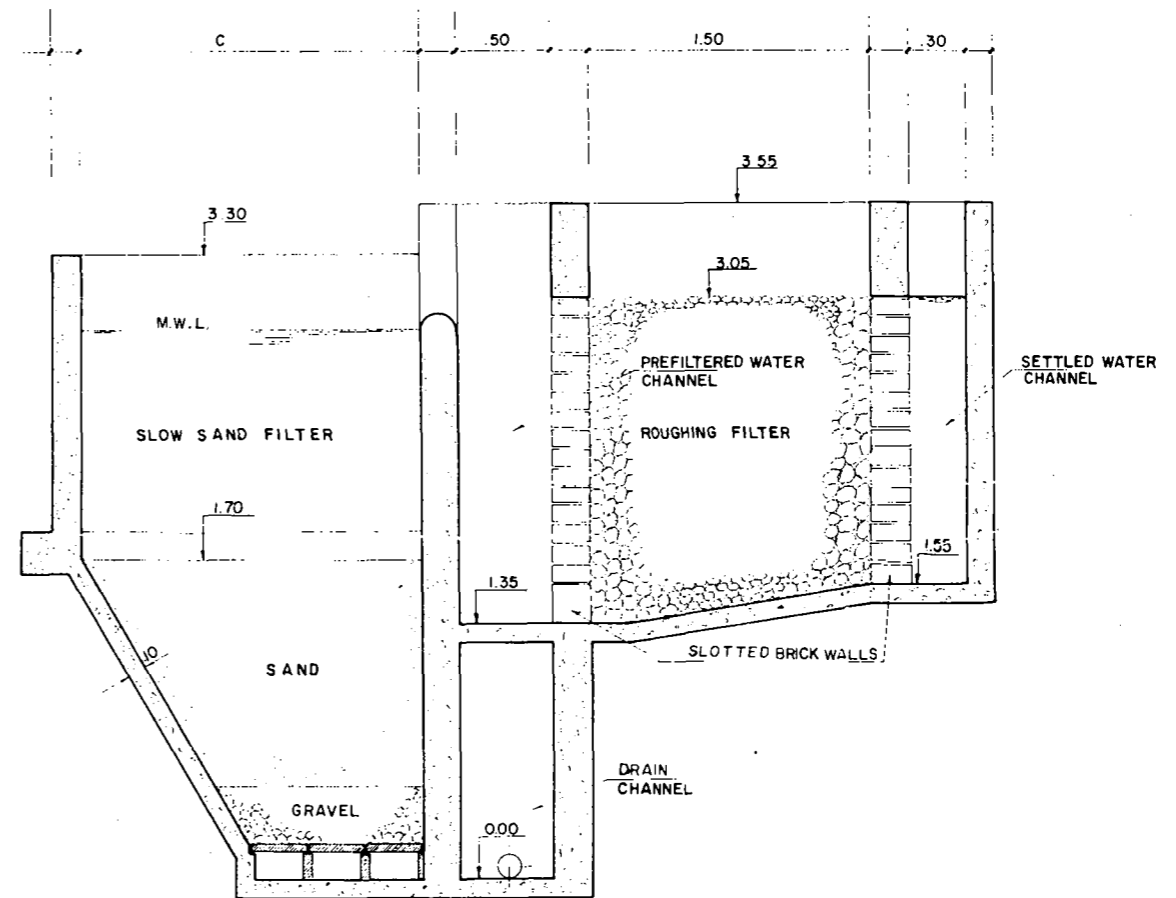 C
.50
1.50
.30
3.55
3.30
3.05
M.W.L.
PREFILTERED WATER
CHANNEL
SETTLED WATER
CHANNEL
SLOW SAND FILTER
ROUGHING FILTER
1.70
1.55
1.35
SLOTTED BRICK WALLS
.10
SAND
DRAIN
CHANNEL
GRAVEL
0.00